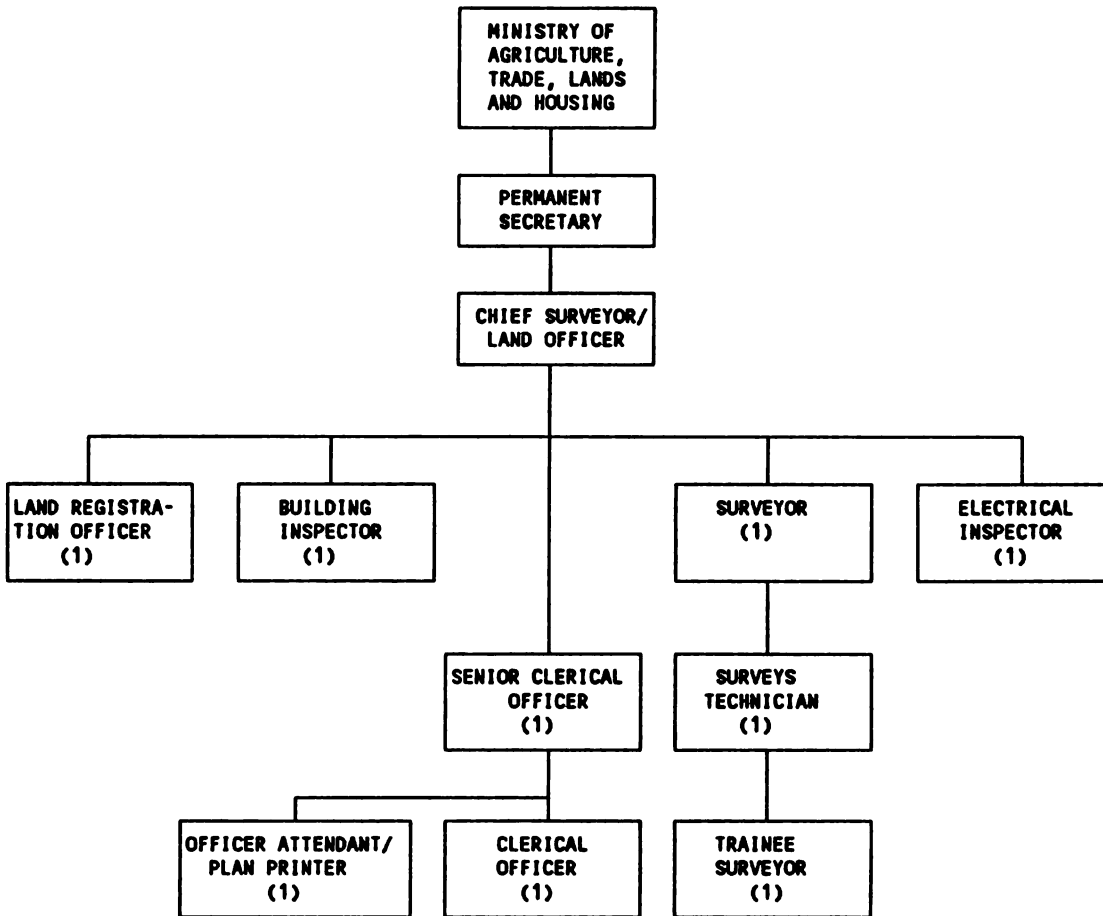 MINISTRY OF
AGRICULTURE,
TRADE, LANDS
AND HOUSING
PERMANENT
SECRETARY
CHIEF SURVEYOR/
LAND OFFICER
LAND REGISTRA-
TION OFFICER
(1)
BUILDING
INSPECTOR
(1)
SURVEYOR
(1)
ELECTRICAL
INSPECTOR
(1)
SENIOR CLERICAL
OFFICER
(1)
SURVEYS
TECHNICIAN
(1)
OFFICER ATTENDANT/
PLAN PRINTER
(1)
CLERICAL
OFFICER
(1)
TRAINEE
SURVEYOR
(1)